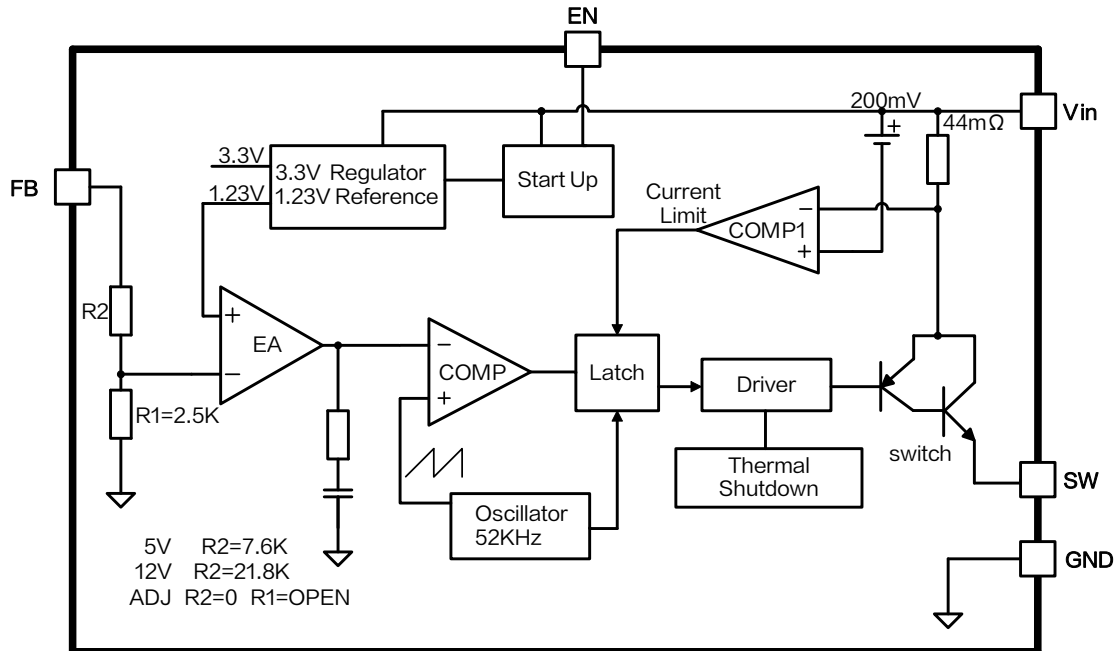 EN
200mV
+
Vin
44mΩ
3.3V
3.3V Regulator
1.23V Reference
Start Up
FB
1.23V
Current
Limit
−
COMP1
+
R2
+
EA
−
−
COMP
+
Latch
Driver
R1=2.5K
switch
Thermal
Shutdown
SW
Oscillator
52KHz
5V R2=7.6K
12V R2=21.8K
ADJ R2=0 R1=OPEN
GND